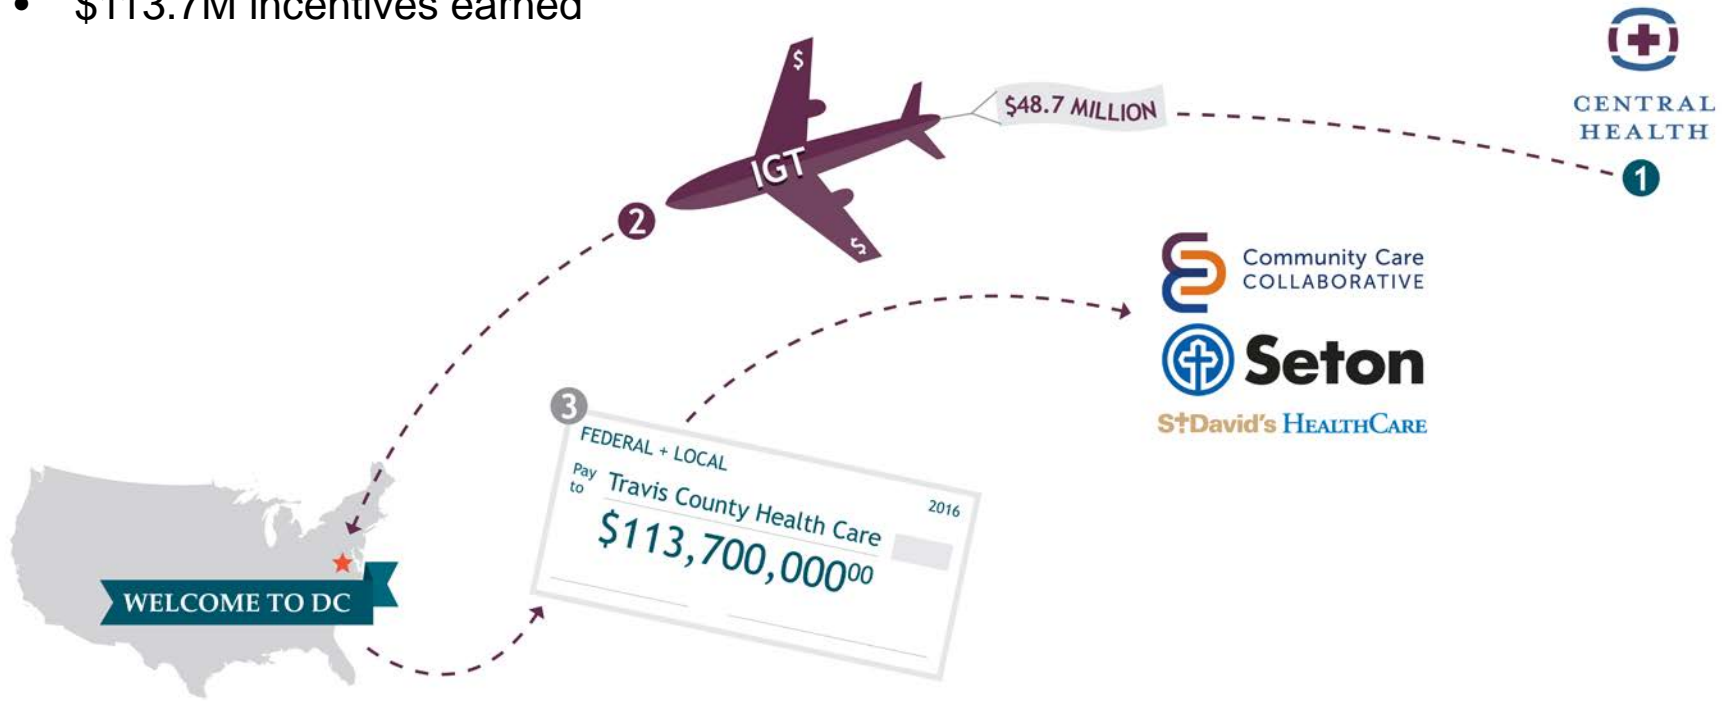 • $113.7M incentives earned
$
$48.7 MILLION
IGT
$
CENTRAL
HEALTH
1
2
Community Care
COLLABORATIVE
Seton
St David's HEALTHCARE
3
FEDERAL + LOCAL
2016
Pay
to
Travis County Health Care
$113,700,000⁰⁰
WELCOME TO DC